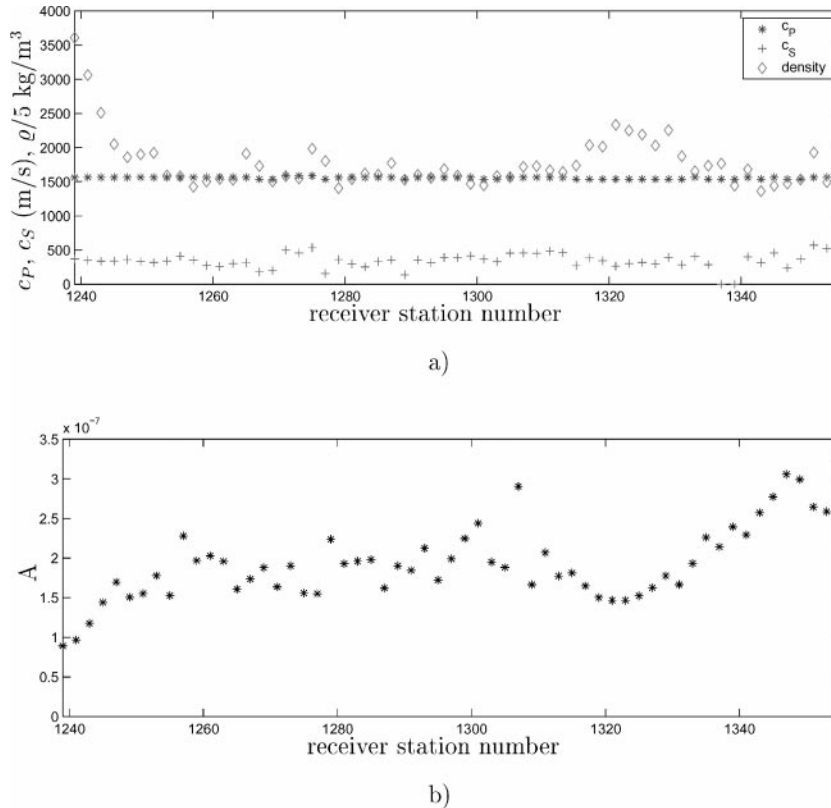 4000
3500
3000
2500
2000
1500
1000
500
0
c_P, c_S (m/s), ϱ/5 kg/m³
c_P
c_S
density
1240 1260 1280 1300 1320 1340
receiver station number
a)
x 10⁻⁷
3.5
3
2.5
2
1.5
1
0.5
0
A
1240 1260 1280 1300 1320 1340
receiver station number
b)